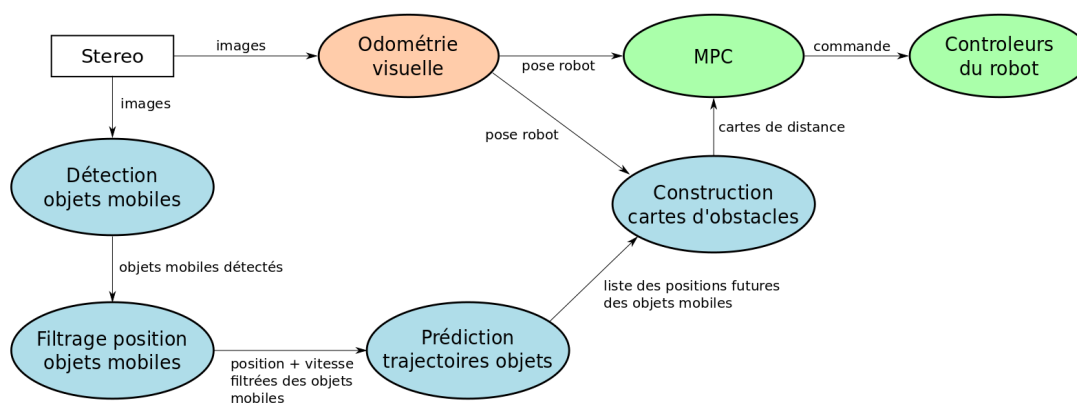 Stereo
images
Odométrie
visuelle
pose robot
MPC
commande
Controleurs
du robot
images
pose robot
cartes de distance
Détection
objets mobiles
Construction
cartes d'obstacles
objets mobiles détectés
liste des positions futures
des objets mobiles
Filtrage position
objets mobiles
position + vitesse
filtrées des objets
mobiles
Prédiction
trajectoires objets